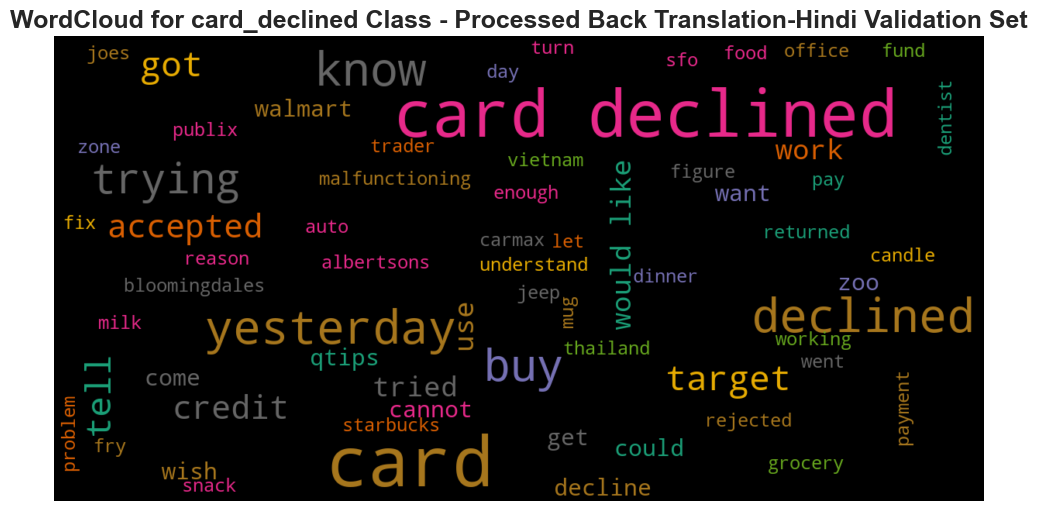 WordCloud for card_declined Class - Processed Back Translation-Hindi Validation Set
joes
got
know
turn
day
sfo
food
office
fund
walmart
card declined
dentist
publix
zone
trader
work
vietnam
trying
malfunctioning
enough
would like
figure
want
pay
fix
accepted
auto
carmax
let
returned
reason
albertsons
understand
candle
bloomingdales
dinner
zoo
jeep
mug
milk
yesterday
use
declined
working
qtips
buy
thailand
went
tell
come
tried
target
payment
credit
cannot
problem
starbucks
rejected
fry
card
get
could
wish
grocery
snack
decline